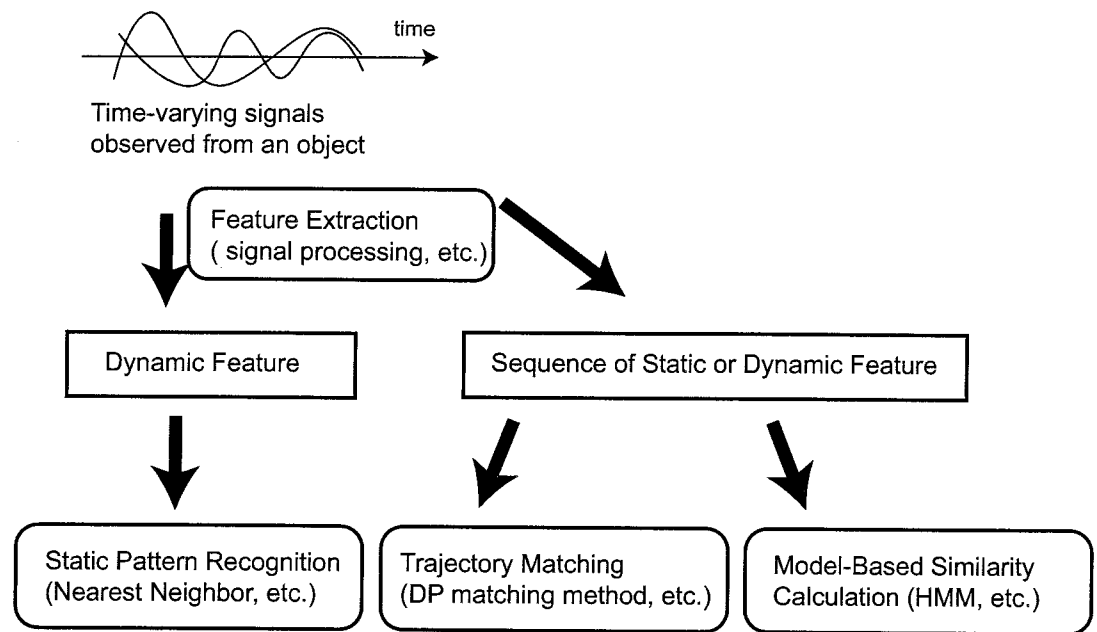 time
Time-varying signals
observed from an object
Feature Extraction
( signal processing, etc.)
Dynamic Feature
Sequence of Static or Dynamic Feature
Static Pattern Recognition
(Nearest Neighbor, etc.)
Trajectory Matching
(DP matching method, etc.)
Model-Based Similarity
Calculation (HMM, etc.)